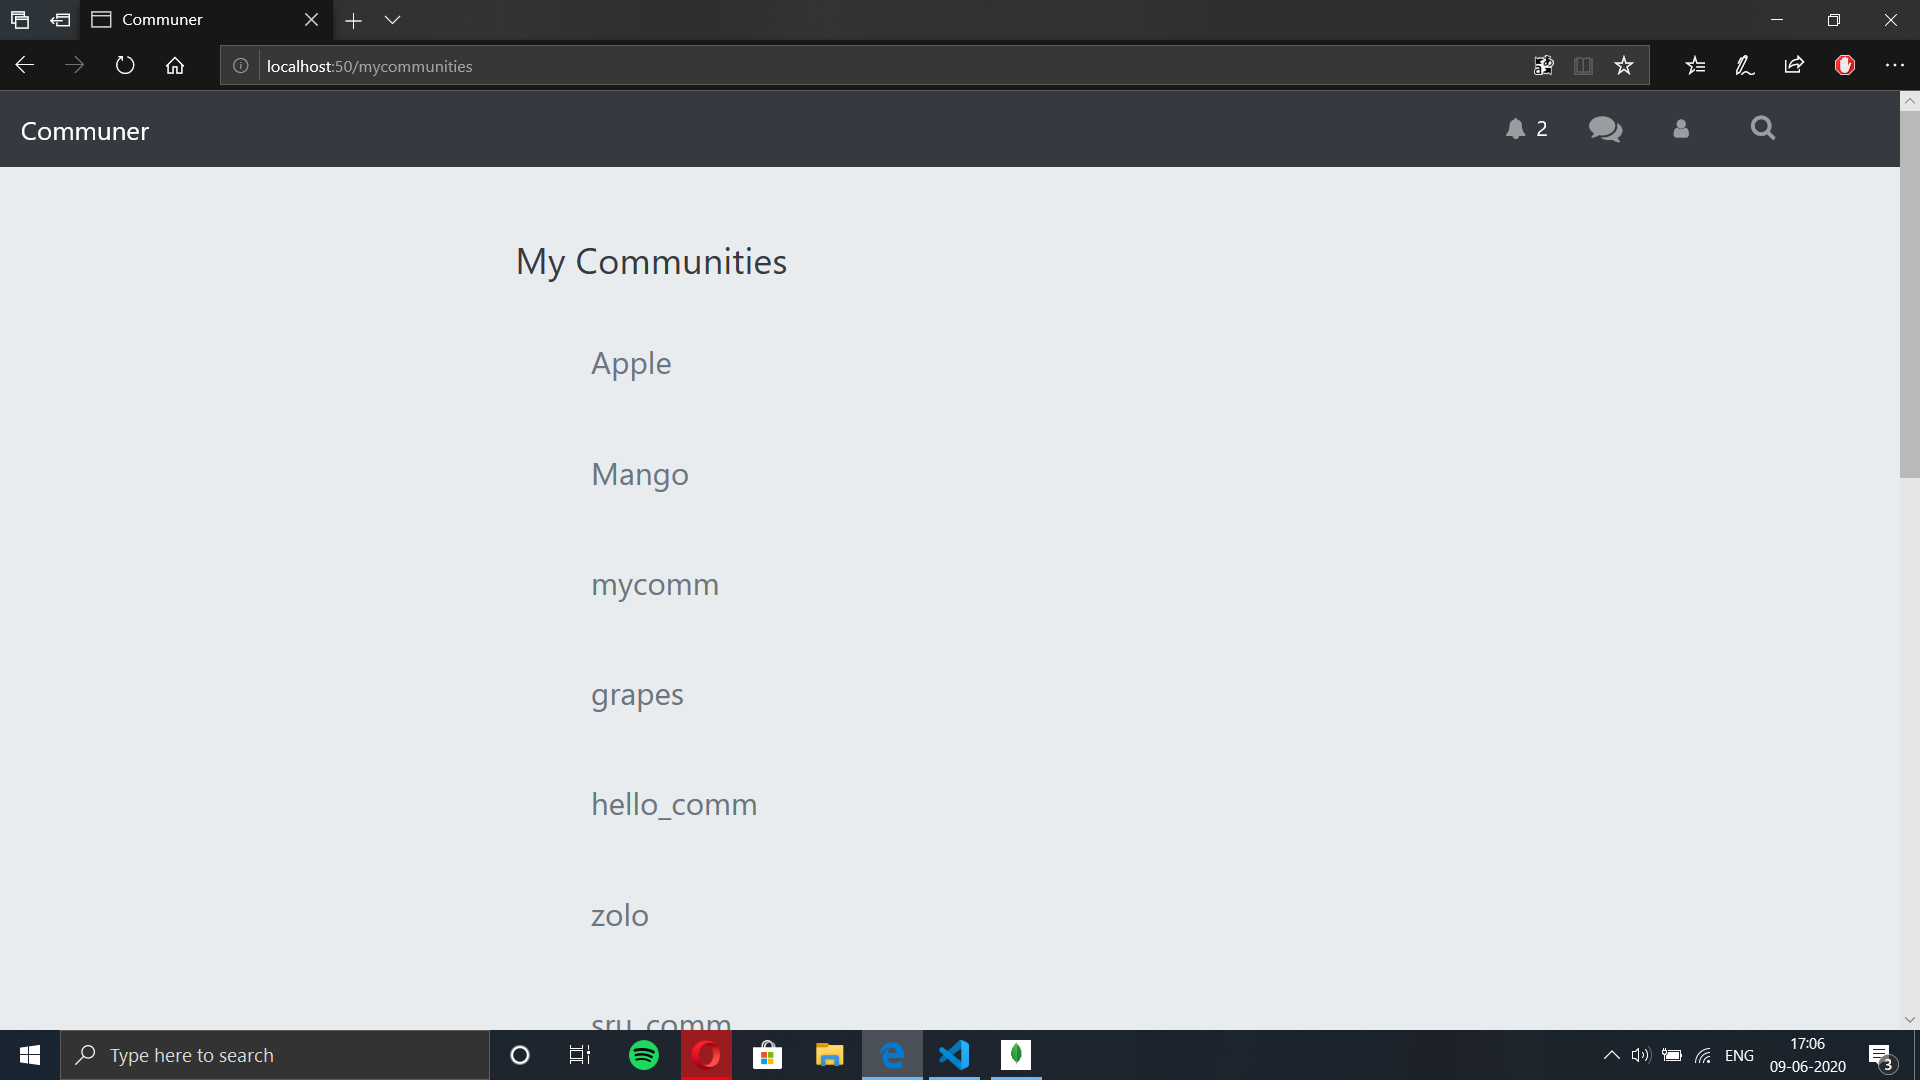 Communer
localhost:50/mycommunities
Communer
2
My Communities
Apple
Mango
mycomm
grapes
hello_comm
zolo
sru_comm
Type here to search
ENG
17:06
09-06-2020
3